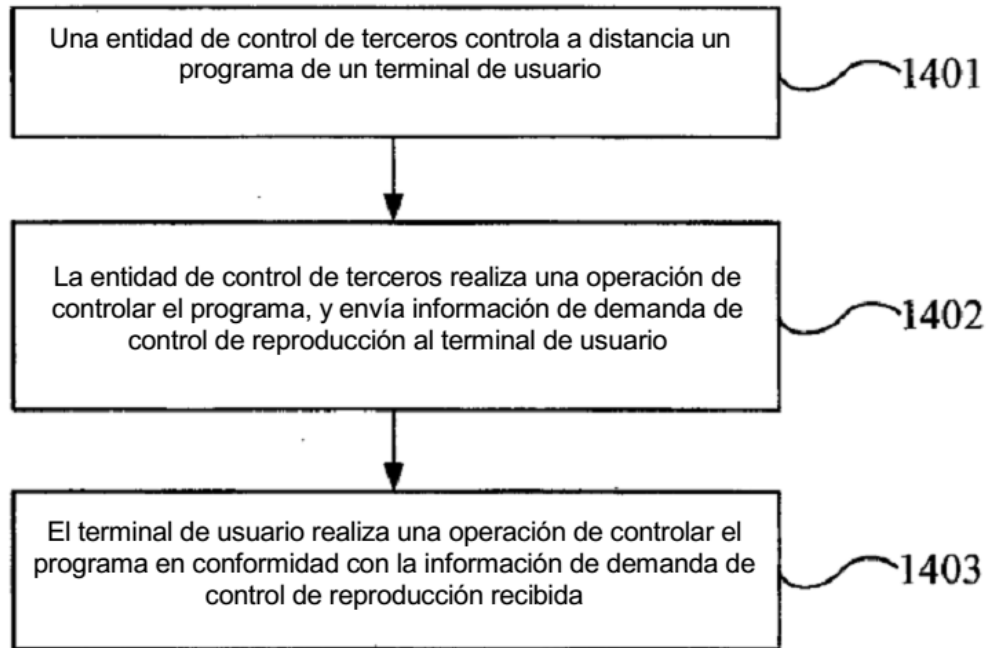 Una entidad de control de terceros controla a distancia un
programa de un terminal de usuario
1401
La entidad de control de terceros realiza una operación de
controlar el programa, y envía información de demanda de
control de reproducción al terminal de usuario
1402
El terminal de usuario realiza una operación de controlar el
programa en conformidad con la información de demanda de
control de reproducción recibida
1403